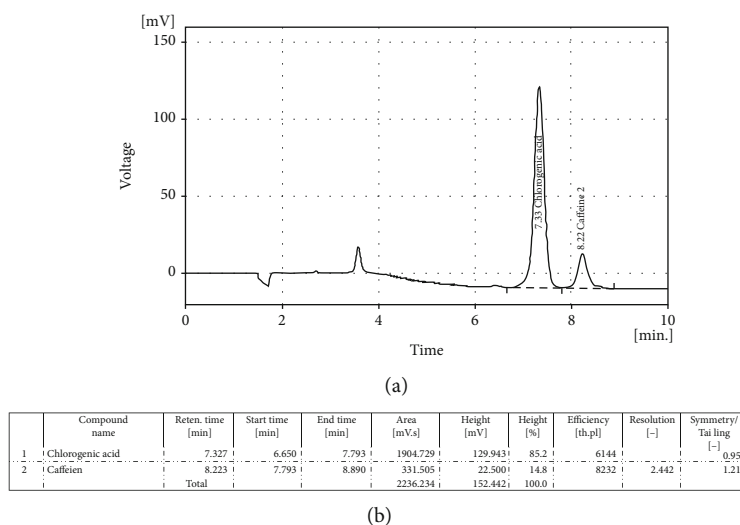 [mV]
150
100
50
0
Voltage
7.33 Chlorogenic acid
8.22 Caffeing 2
0 2 4 6 8 10
[min.]
Time
(a)
Compound name Reten. time [min] Start time [min] End time [min] Area [mV.s] Height [mV] Height [%] Efficiency [th.pl] Resolution [–] Symmetry/ Tai ling [–]
1 Chlorogenic acid 7.327 6.650 7.793 1904.729 129.943 85.2 6144 0.95
2 Caffeien 8.223 7.793 8.890 331.505 22.500 14.8 8232 2.442 1.21
Total 2236.234 152.442 100.0
(b)